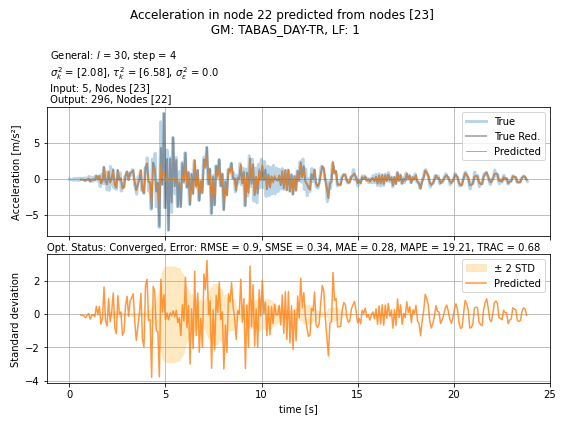 Acceleration in node 22 predicted from nodes [23]
GM: TABAS_DAY-TR, LF: 1
General: l = 30, step = 4
σ²ₖ = [2.08], τ²ₖ = [6.58], σ²ε = 0.0
Input: 5, Nodes [23]
Output: 296, Nodes [22]
Acceleration [m/s²]
5
0
−5
True
True Red.
Predicted
Opt. Status: Converged, Error: RMSE = 0.9, SMSE = 0.34, MAE = 0.28, MAPE = 19.21, TRAC = 0.68
Standard deviation
2
0
−2
−4
± 2 STD
Predicted
0 5 10 15 20 25
time [s]